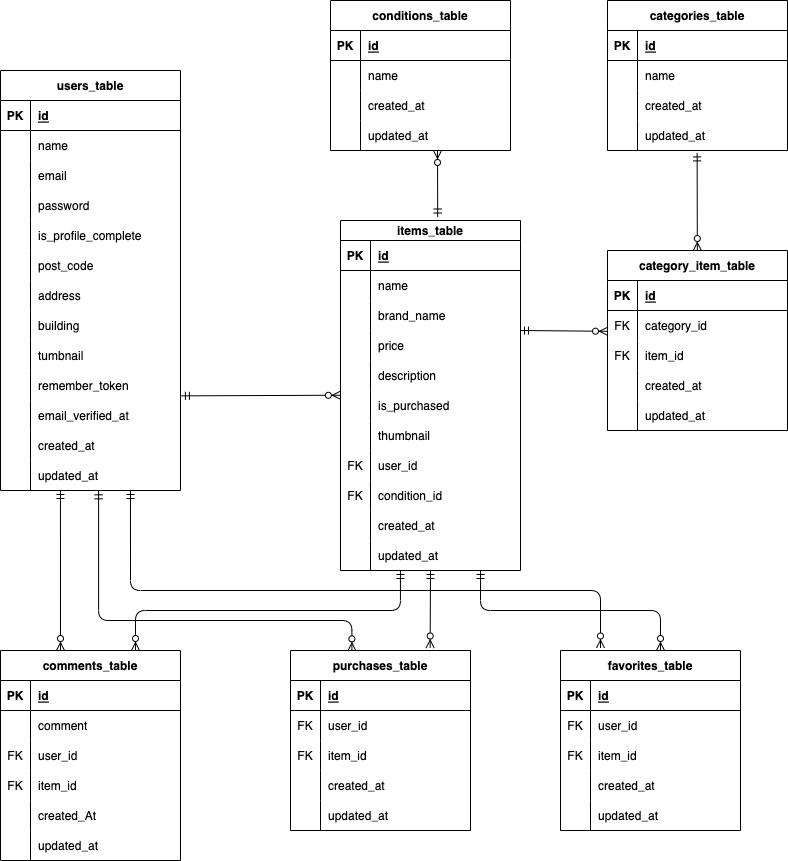 conditions_table
PK id
name
created_at
updated_at
categories_table
PK id
name
created_at
updated_at
users_table
PK id
name
email
password
is_profile_complete
post_code
address
building
tumbnail
remember_token
email_verified_at
created_at
updated_at
items_table
PK id
name
brand_name
price
description
is_purchased
thumbnail
FK user_id
FK condition_id
created_at
updated_at
category_item_table
PK id
FK category_id
FK item_id
created_at
updated_at
comments_table
PK id
comment
FK user_id
FK item_id
created_At
updated_at
purchases_table
PK id
FK user_id
FK item_id
created_at
updated_at
favorites_table
PK id
FK user_id
FK item_id
created_at
updated_at